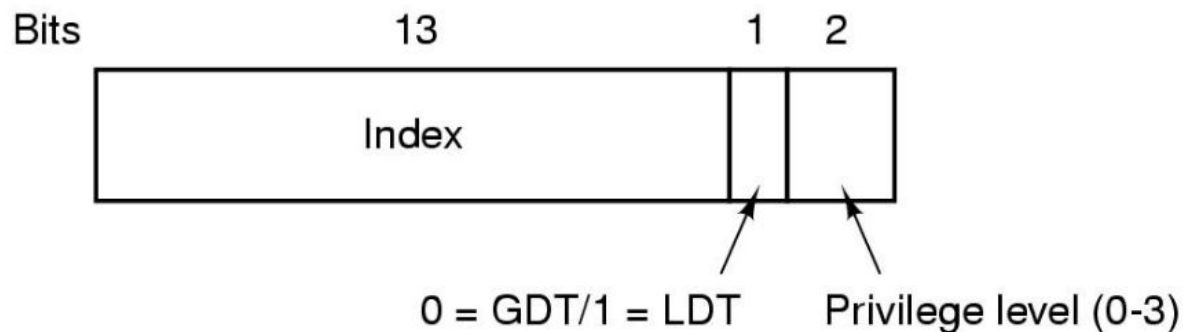 Bits 13 1 2
Index
0 = GDT/1 = LDT Privilege level (0-3)